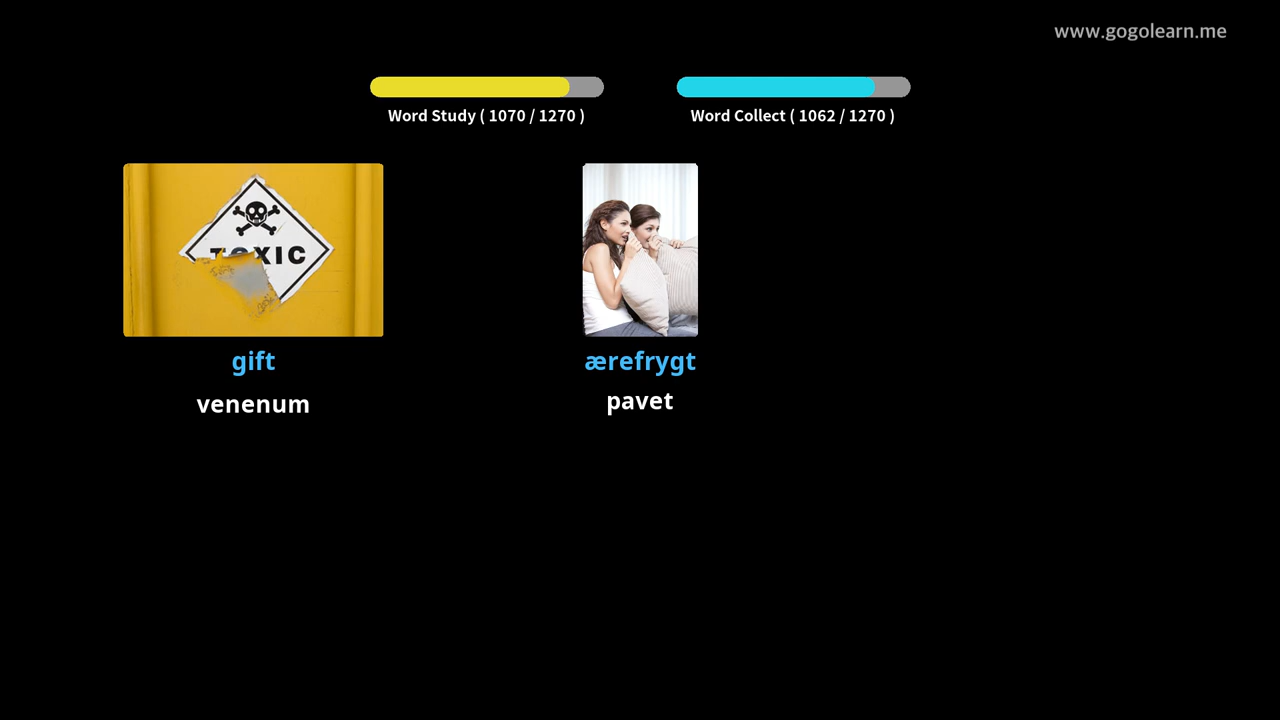 www.gogolearn.me
Word Study ( 1070 / 1270 )
Word Collect ( 1062 / 1270 )
TOXIC
gift
ærefrygt
venenum
pavet